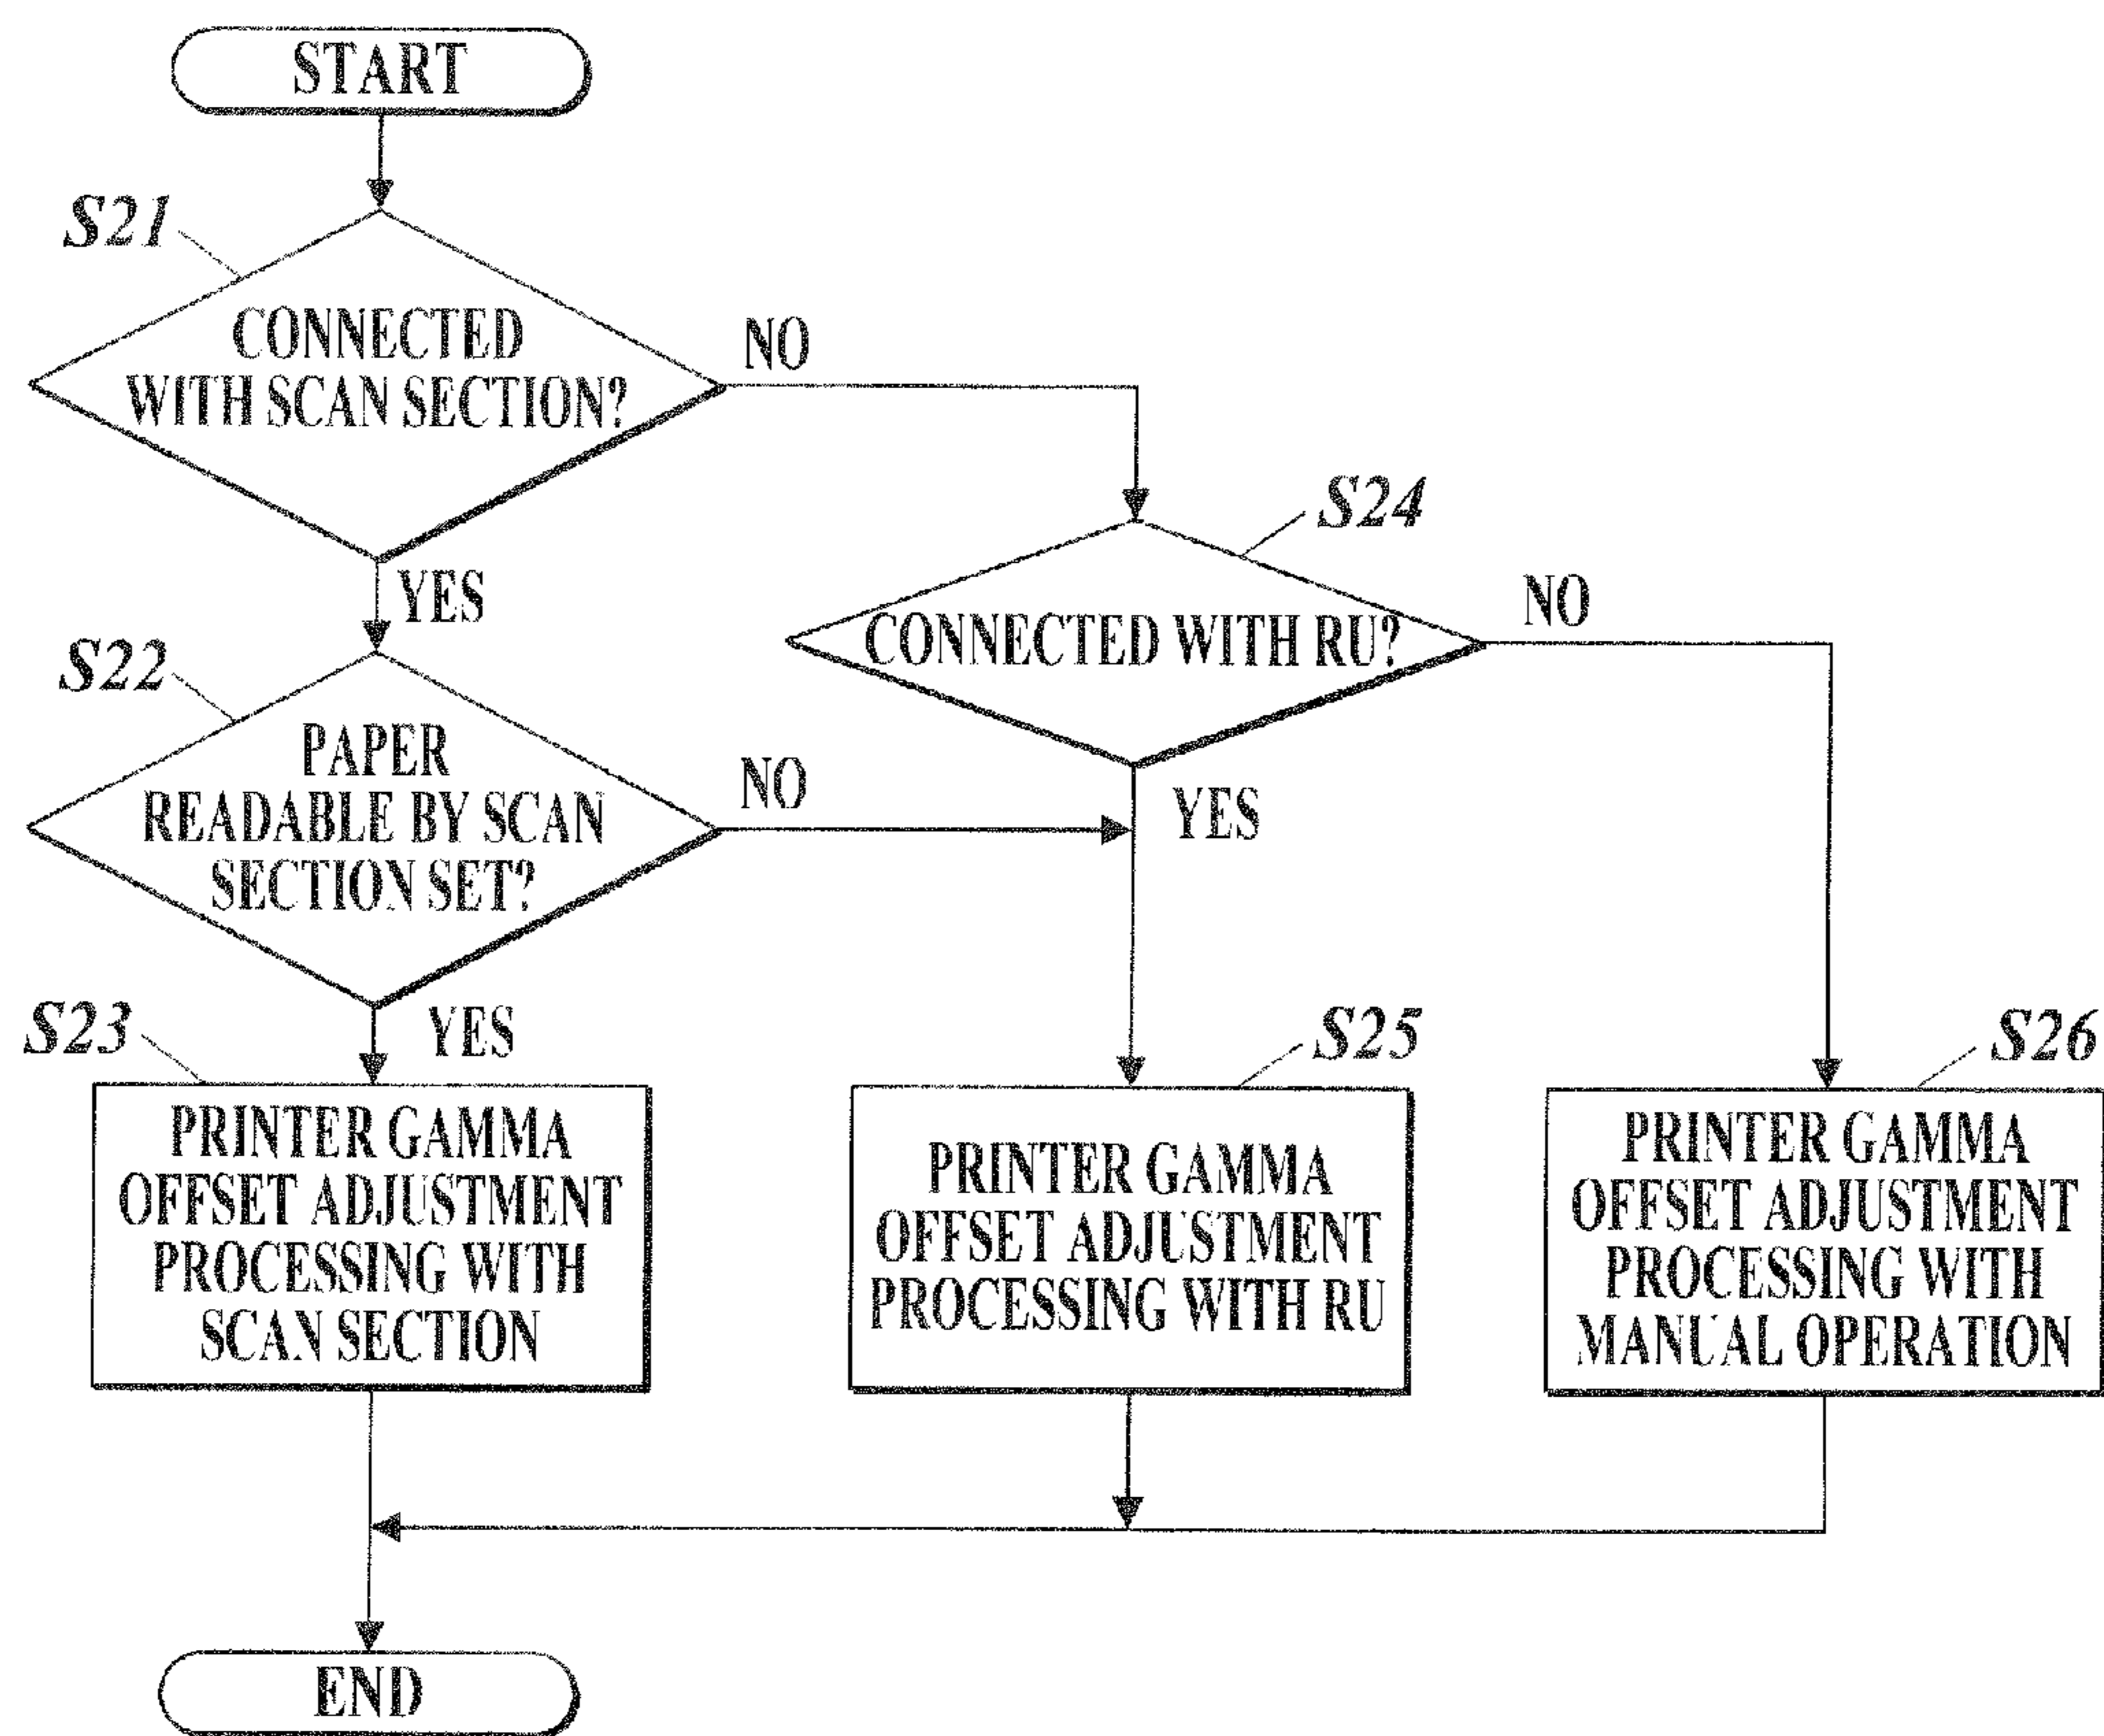 START
S21
CONNECTED
WITH SCAN SECTION?
NO
YES
S24
CONNECTED WITH RU?
NO
YES
S22
PAPER
READABLE BY SCAN
SECTION SET?
NO
YES
S23
PRINTER GAMMA
OFFSET ADJUSTMENT
PROCESSING WITH
SCAN SECTION
S25
PRINTER GAMMA
OFFSET ADJUSTMENT
PROCESSING WITH RU
S26
PRINTER GAMMA
OFFSET ADJUSTMENT
PROCESSING WITH
MANUAL OPERATION
END